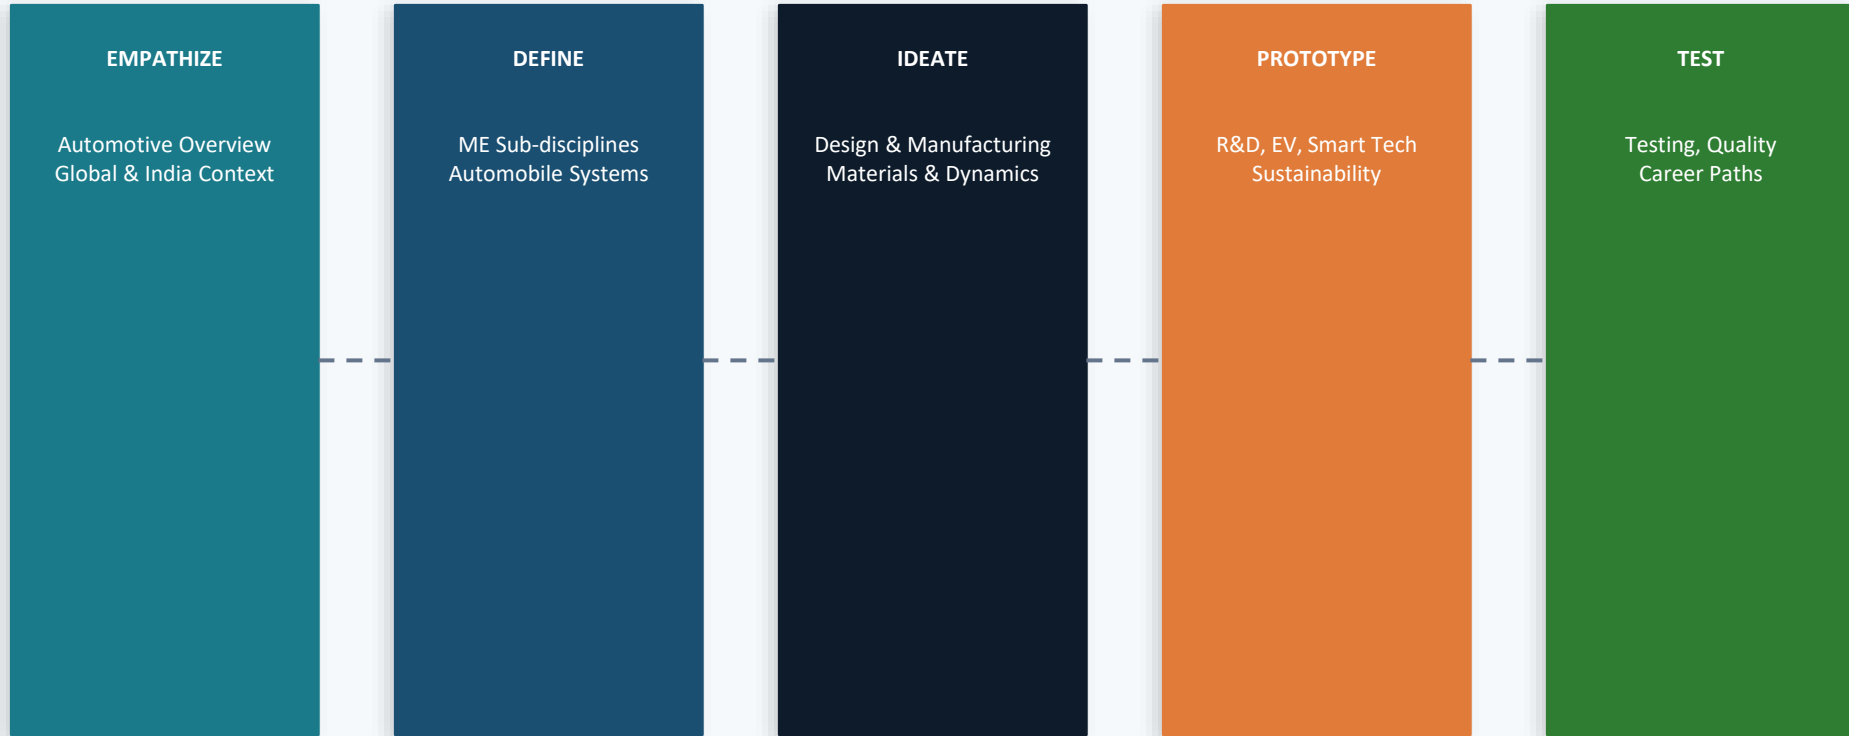 EMPATHIZE
Automotive Overview
Global & India Context
DEFINE
ME Sub-disciplines
Automobile Systems
IDEATE
Design & Manufacturing
Materials & Dynamics
PROTOTYPE
R&D, EV, Smart Tech
Sustainability
TEST
Testing, Quality
Career Paths